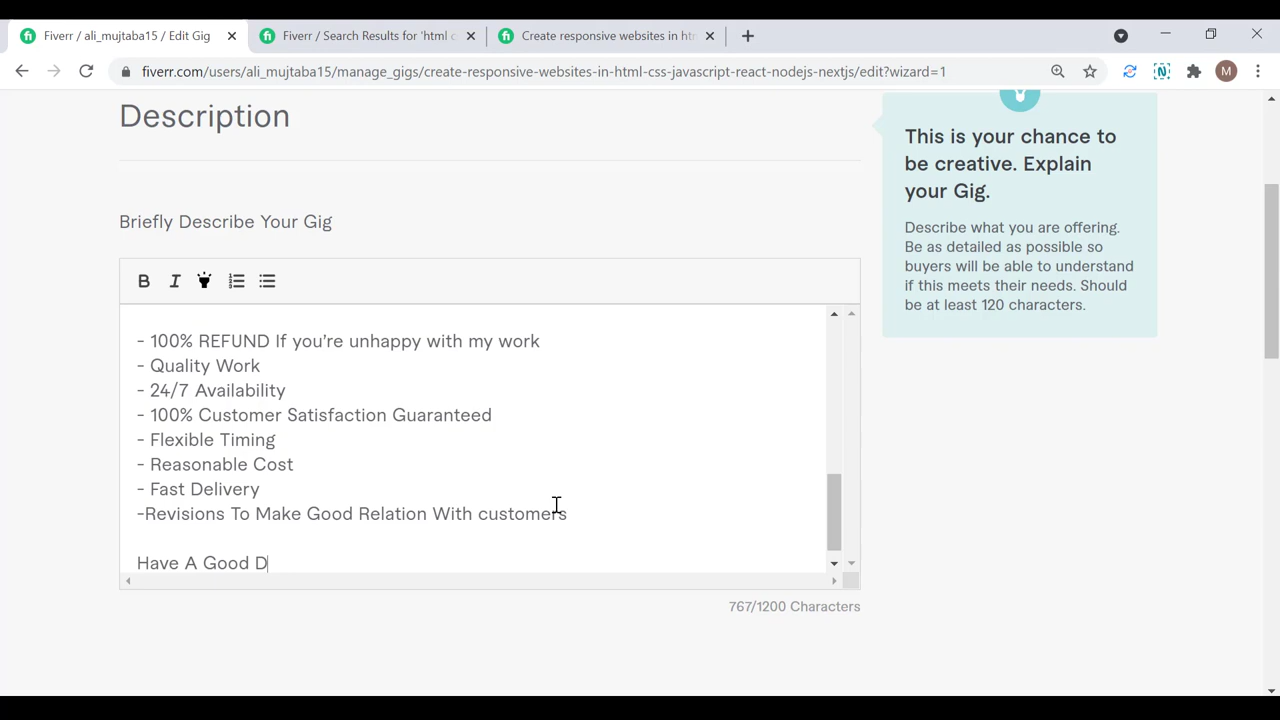 Fiverr / ali_mujtaba15 / Edit Gig
Fiverr / Search Results for 'html c
Create responsive websites in ht
fiverr.com/users/ali_mujtaba15/manage_gigs/create-responsive-websites-in-html-css-javascript-react-nodejs-nextjs/edit?wizard=1
M
Description
Briefly Describe Your Gig
B I
- 100% REFUND If you're unhappy with my work
- Quality Work
- 24/7 Availability
- 100% Customer Satisfaction Guaranteed
- Flexible Timing
- Reasonable Cost
- Fast Delivery
-Revisions To Make Good Relation With customers
Have A Good D
767/1200 Characters
This is your chance to
be creative. Explain
your Gig.
Describe what you are offering.
Be as detailed as possible so
buyers will be able to understand
if this meets their needs. Should
be at least 120 characters.